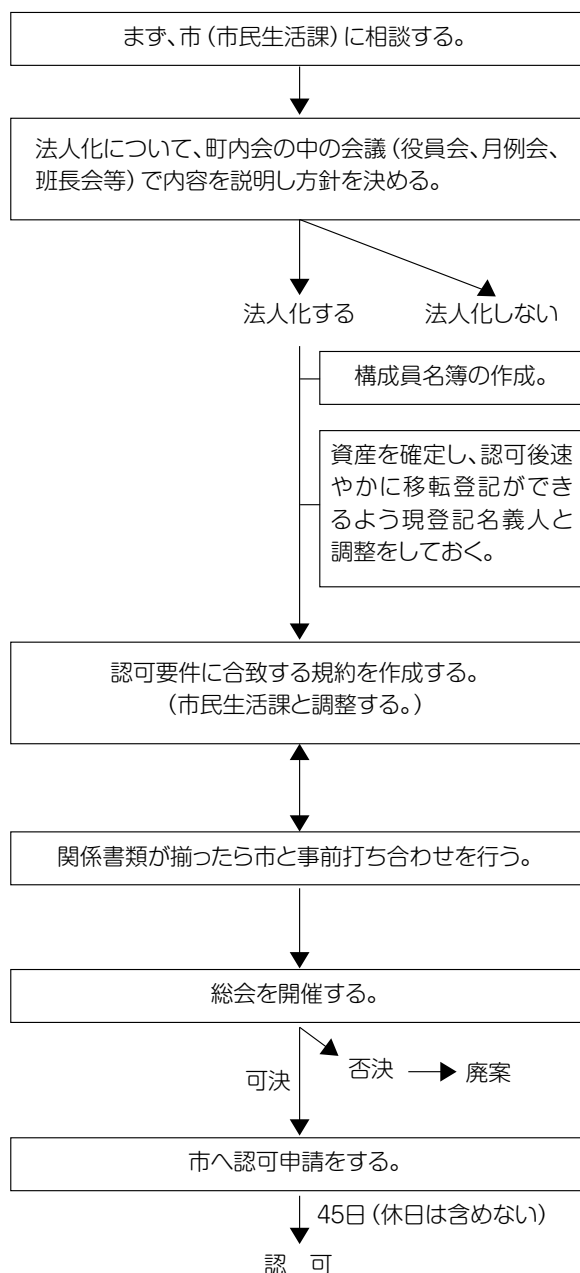 まず、市（市民生活課）に相談する。
法人化について、町内会の中の会議（役員会、月例会、
班長会等）で内容を説明し方針を決める。
法人化する
法人化しない
構成員名簿の作成。
資産を確定し、認可後速
やかに移転登記ができ
るよう現登記名義人と
調整をしておく。
認可要件に合致する規約を作成する。
（市民生活課と調整する。）
関係書類が揃ったら市と事前打ち合わせを行う。
総会を開催する。
可決
否決
廃案
市へ認可申請をする。
45日（休日は含めない）
認　可